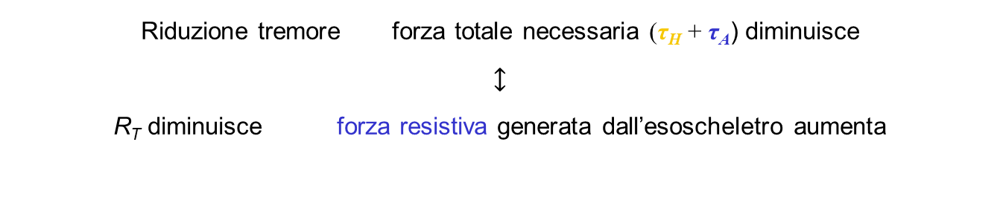 Riduzione tremore forza totale necessaria (τH + τA) diminuisce
↕
RT diminuisce forza resistiva generata dall’esoscheletro aumenta